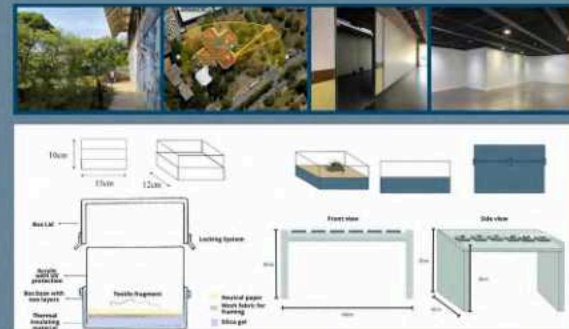 10cm
15cm
12cm
Front view
Side view
Box Lid
Locking System
Acrylic
with UV
protection
Box base with
two layers
Thermal
insulating
material
Textile fragment
Neutral paper
Mesh fabric for
framing
Silica gel